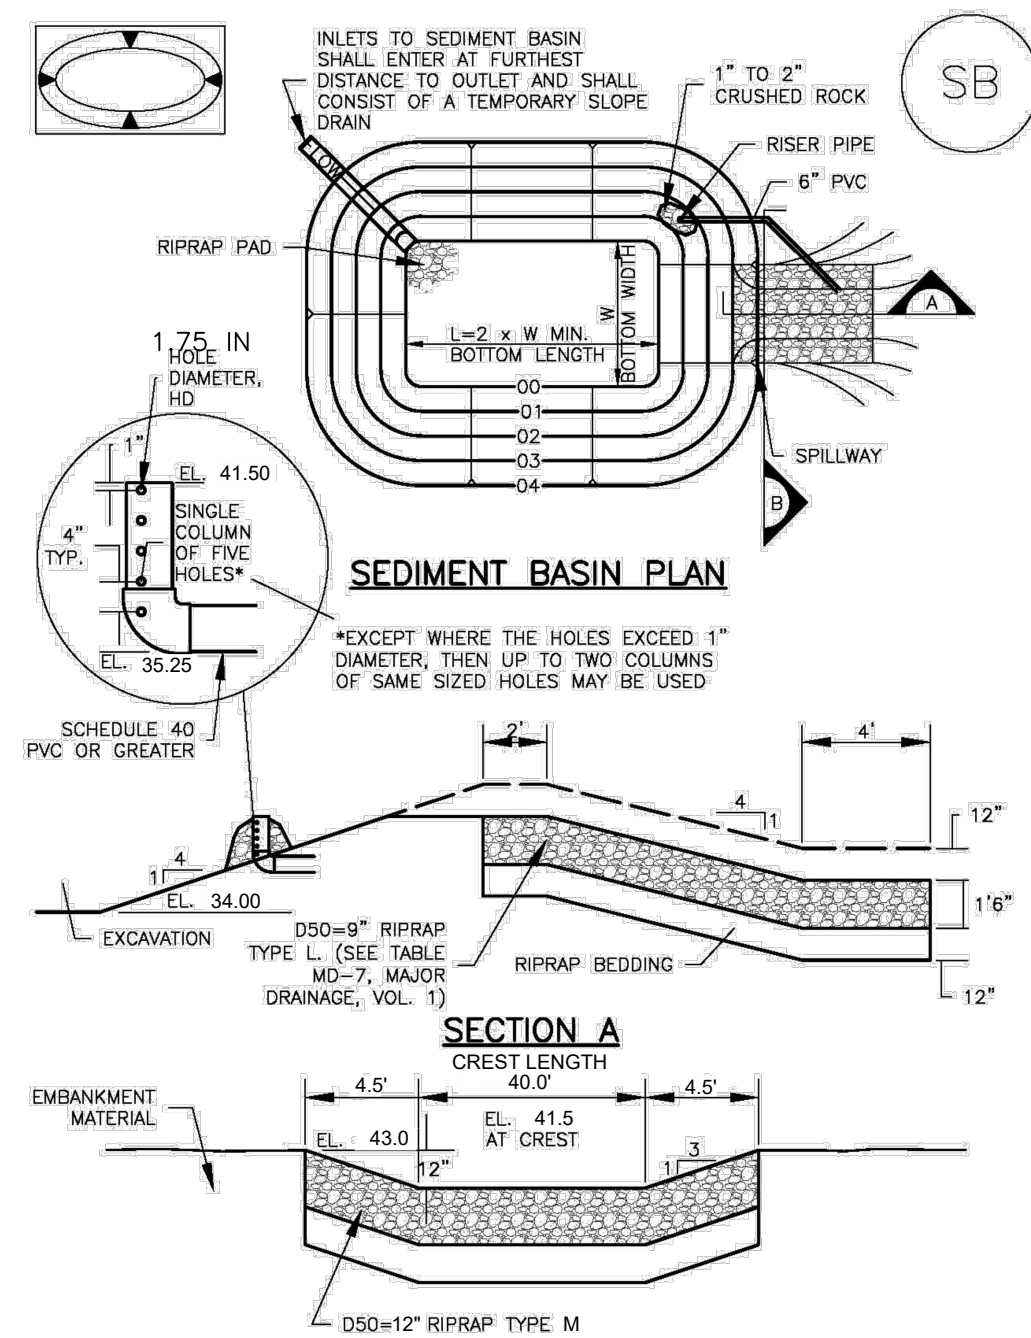 INLETS TO SEDIMENT BASIN
SHALL ENTER AT FURTHEST
DISTANCE TO OUTLET AND SHALL
CONSIST OF A TEMPORARY SLOPE
DRAIN
1" TO 2"
CRUSHED ROCK
SB
RISER PIPE
6" PVC
FLOW
RIPRAP PAD
W
BOTTOM WIDTH
L=2 x W MIN.
BOTTOM LENGTH
A
00
01
02
03
04
SPILLWAY
B
1.75 IN
HOLE
DIAMETER,
HD
1"
EL. 41.50
SINGLE
COLUMN
OF FIVE
HOLES*
4"
TYP.
EL. 35.25
SEDIMENT BASIN PLAN
*EXCEPT WHERE THE HOLES EXCEED 1"
DIAMETER, THEN UP TO TWO COLUMNS
OF SAME SIZED HOLES MAY BE USED
SCHEDULE 40
PVC OR GREATER
2'
4'
4
1
12"
4
1
EL. 34.00
1'6"
EXCAVATION
D50=9" RIPRAP
TYPE L. (SEE TABLE
MD-7, MAJOR
DRAINAGE, VOL. 1)
RIPRAP BEDDING
12"
SECTION A
CREST LENGTH
4.5'
40.0'
4.5'
EMBANKMENT
MATERIAL
EL. 43.0
EL. 41.5
AT CREST
12"
3
1
D50=12" RIPRAP TYPE M